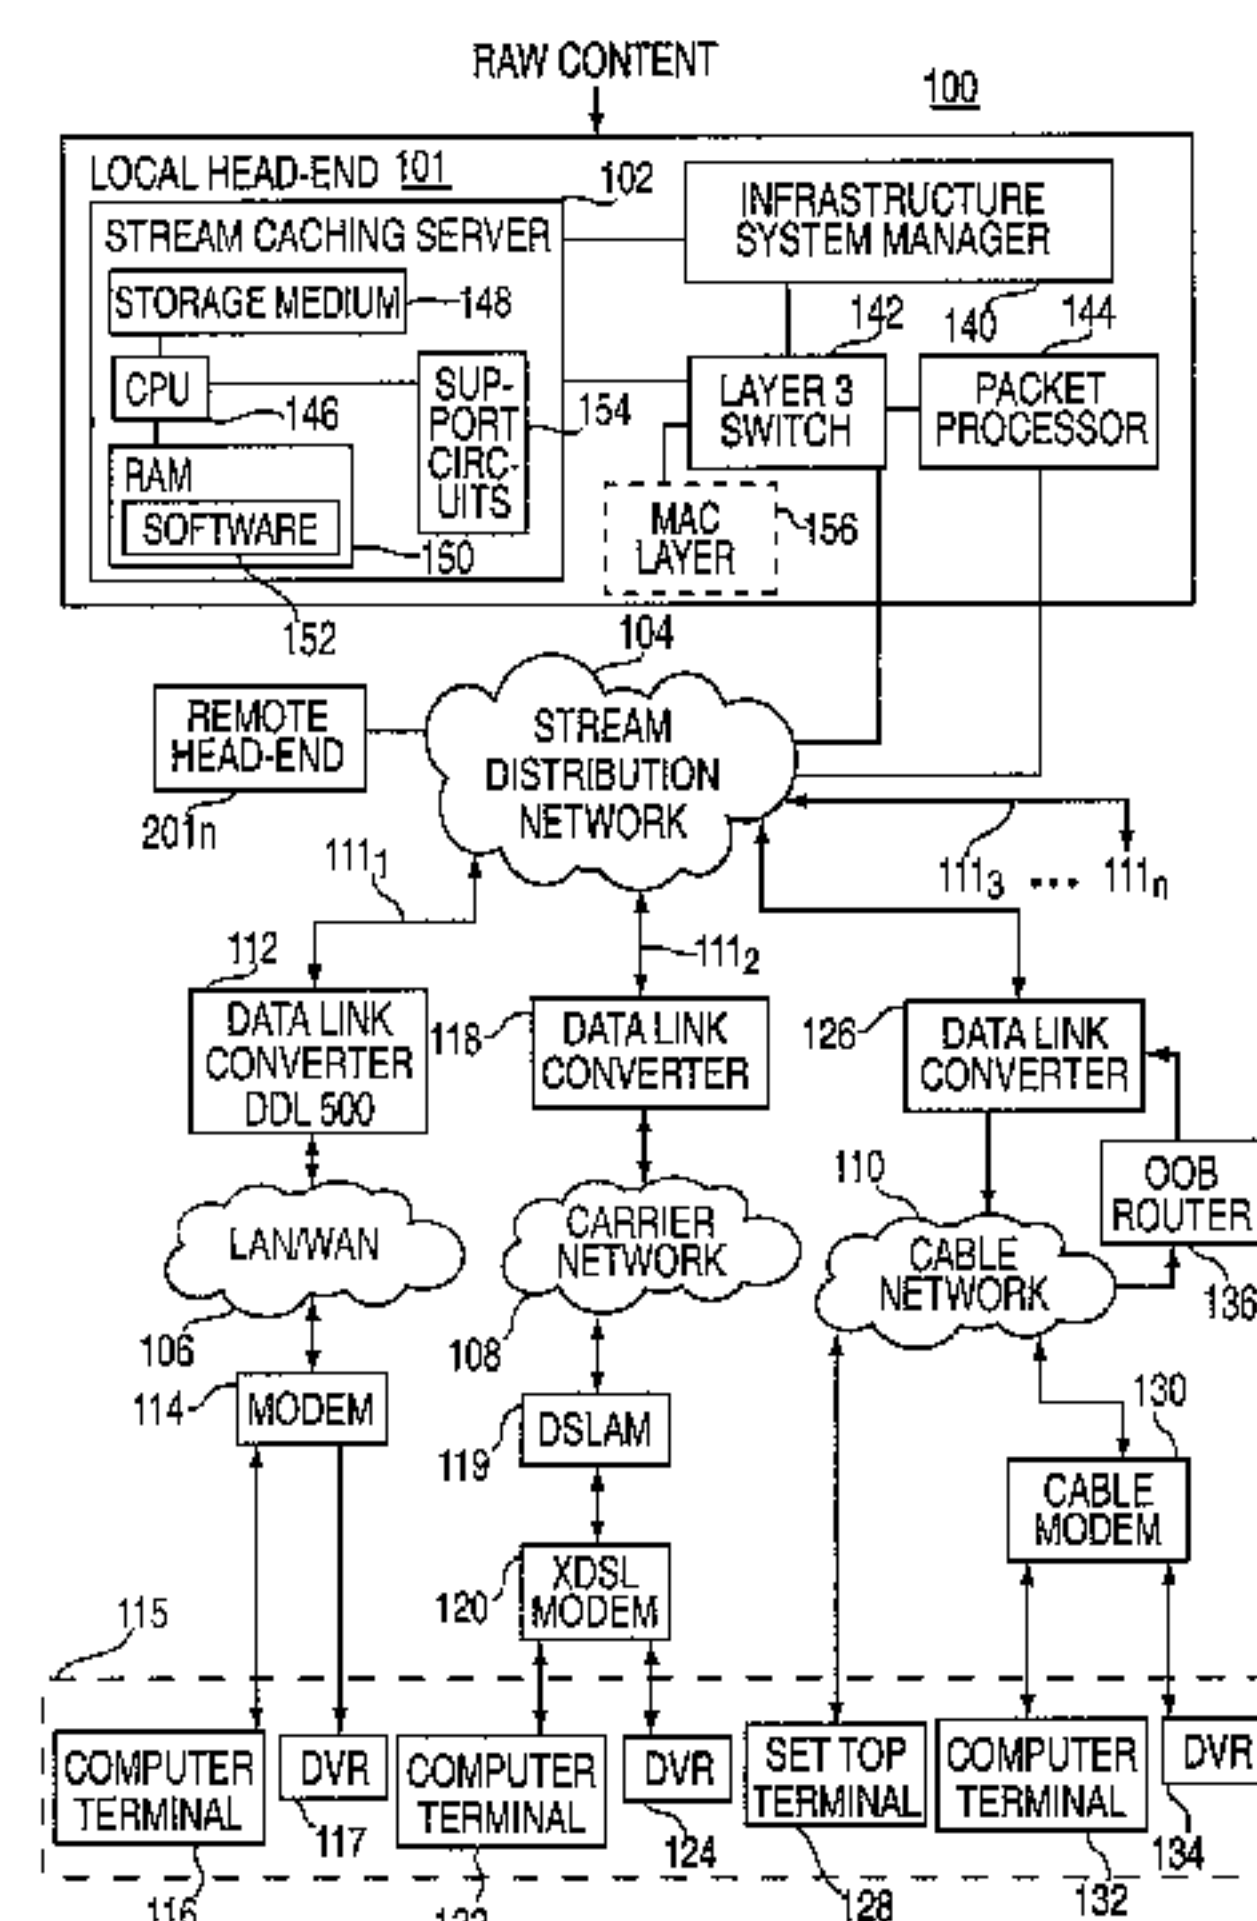 RAW CONTENT
100
LOCAL HEAD-END 101
102
STREAM CACHING SERVER
INFRASTRUCTURE
SYSTEM MANAGER
STORAGE MEDIUM
148
142
140
144
CPU
146
SUP-
PORT
CIRC-
UITS
154
LAYER 3
SWITCH
PACKET
PROCESSOR
RAM
SOFTWARE
150
MAC
LAYER
156
152
104
REMOTE
HEAD-END
201n
STREAM
DISTRIBUTION
NETWORK
111₁
111₃ ••• 111ₙ
111₂
112
DATA LINK
CONVERTER
DDL 500
118
DATA LINK
CONVERTER
126
DATA LINK
CONVERTER
LAN/WAN
CARRIER
NETWORK
110
CABLE
NETWORK
OOB
ROUTER
136
106
108
114
MODEM
119
DSLAM
130
CABLE
MODEM
120
XDSL
MODEM
115
COMPUTER
TERMINAL
DVR
COMPUTER
TERMINAL
DVR
SET TOP
TERMINAL
COMPUTER
TERMINAL
DVR
117
124
134
116
128
132